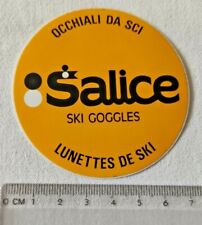 OCCHIALI DA SCI
Salice
SKI GOGGLES
LUNETTES DE SKI
0 CM 1 2 3 4 5 6 7